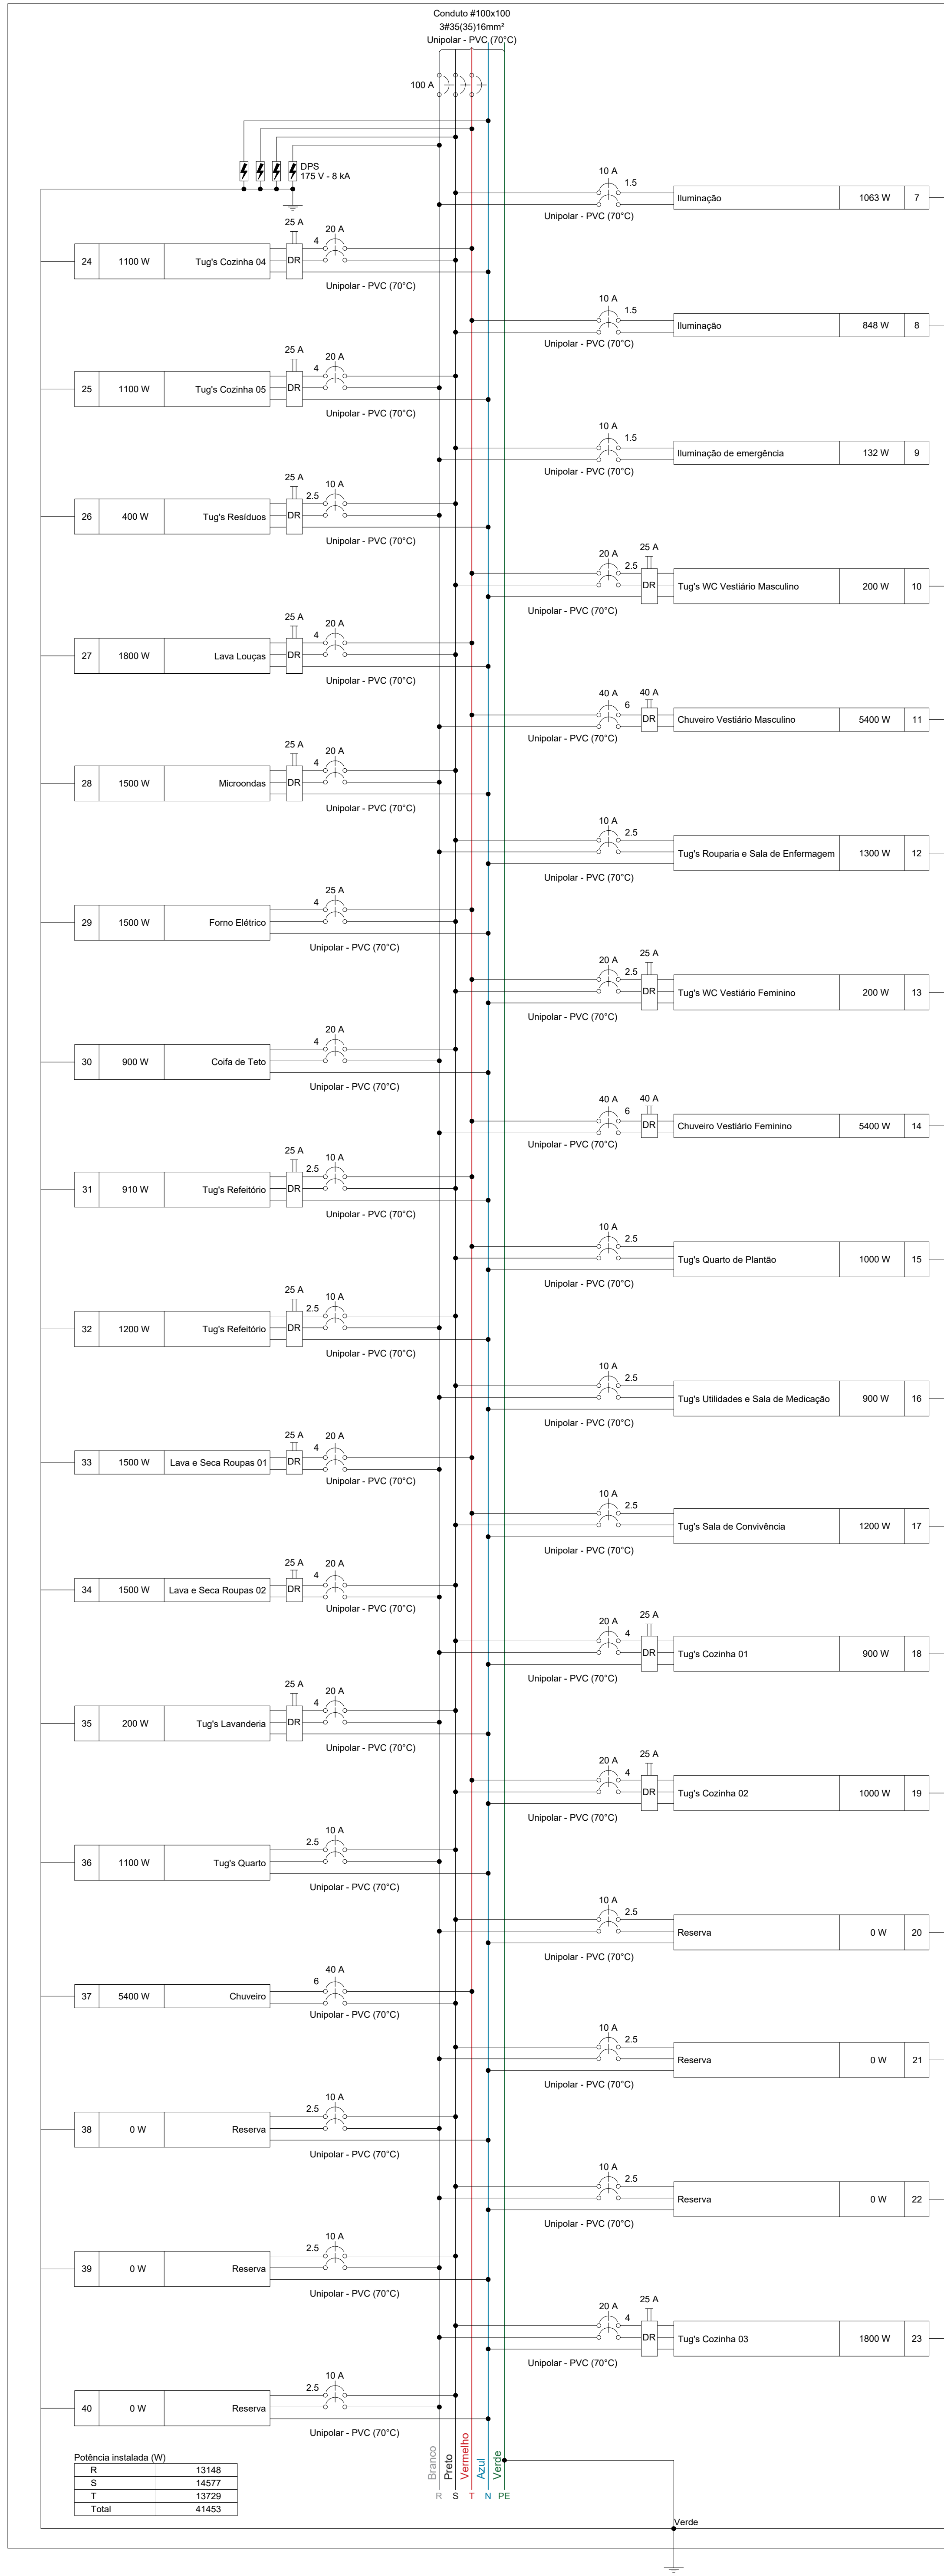 Conduto #100x100
3#35(35)16mm²
Unipolar - PVC (70°C)
100 A
DPS
175 V - 8 kA
10 A
1.5
Iluminação 1063 W 7
Unipolar - PVC (70°C)
25 A
20 A
4
24 1100 W Tug's Cozinha 04 DR
Unipolar - PVC (70°C)
10 A
1.5
Iluminação 848 W 8
Unipolar - PVC (70°C)
25 A
20 A
4
25 1100 W Tug's Cozinha 05 DR
Unipolar - PVC (70°C)
10 A
1.5
Iluminação de emergência 132 W 9
Unipolar - PVC (70°C)
25 A
10 A
2.5
26 400 W Tug's Resíduos DR
Unipolar - PVC (70°C)
25 A
20 A
2.5
DR Tug's WC Vestiário Masculino 200 W 10
Unipolar - PVC (70°C)
25 A
20 A
4
27 1800 W Lava Louças DR
Unipolar - PVC (70°C)
40 A
40 A
6
DR Chuveiro Vestiário Masculino 5400 W 11
Unipolar - PVC (70°C)
25 A
20 A
4
28 1500 W Microondas DR
Unipolar - PVC (70°C)
10 A
2.5
Tug's Rouparia e Sala de Enfermagem 1300 W 12
Unipolar - PVC (70°C)
25 A
4
29 1500 W Forno Elétrico
Unipolar - PVC (70°C)
25 A
20 A
2.5
DR Tug's WC Vestiário Feminino 200 W 13
Unipolar - PVC (70°C)
20 A
4
30 900 W Coifa de Teto
Unipolar - PVC (70°C)
40 A
40 A
6
DR Chuveiro Vestiário Feminino 5400 W 14
Unipolar - PVC (70°C)
25 A
10 A
2.5
31 910 W Tug's Refeitório DR
Unipolar - PVC (70°C)
10 A
2.5
Tug's Quarto de Plantão 1000 W 15
Unipolar - PVC (70°C)
25 A
10 A
2.5
32 1200 W Tug's Refeitório DR
Unipolar - PVC (70°C)
10 A
2.5
Tug's Utilidades e Sala de Medicação 900 W 16
Unipolar - PVC (70°C)
25 A
20 A
4
33 1500 W Lava e Seca Roupas 01 DR
Unipolar - PVC (70°C)
10 A
2.5
Tug's Sala de Convivência 1200 W 17
Unipolar - PVC (70°C)
25 A
20 A
4
34 1500 W Lava e Seca Roupas 02 DR
Unipolar - PVC (70°C)
25 A
20 A
4
DR Tug's Cozinha 01 900 W 18
Unipolar - PVC (70°C)
25 A
20 A
4
35 200 W Tug's Lavanderia DR
Unipolar - PVC (70°C)
25 A
20 A
4
DR Tug's Cozinha 02 1000 W 19
Unipolar - PVC (70°C)
10 A
2.5
36 1100 W Tug's Quarto
Unipolar - PVC (70°C)
10 A
2.5
Reserva 0 W 20
Unipolar - PVC (70°C)
40 A
6
37 5400 W Chuveiro
Unipolar - PVC (70°C)
10 A
2.5
Reserva 0 W 21
Unipolar - PVC (70°C)
10 A
2.5
38 0 W Reserva
Unipolar - PVC (70°C)
10 A
2.5
Reserva 0 W 22
Unipolar - PVC (70°C)
10 A
2.5
39 0 W Reserva
Unipolar - PVC (70°C)
25 A
20 A
4
DR Tug's Cozinha 03 1800 W 23
Unipolar - PVC (70°C)
10 A
2.5
40 0 W Reserva
Unipolar - PVC (70°C)
Branco Preto Vermelho Azul Verde
R S T N PE
Potência instalada (W)
R 13148
S 14577
T 13729
Total 41453
Verde